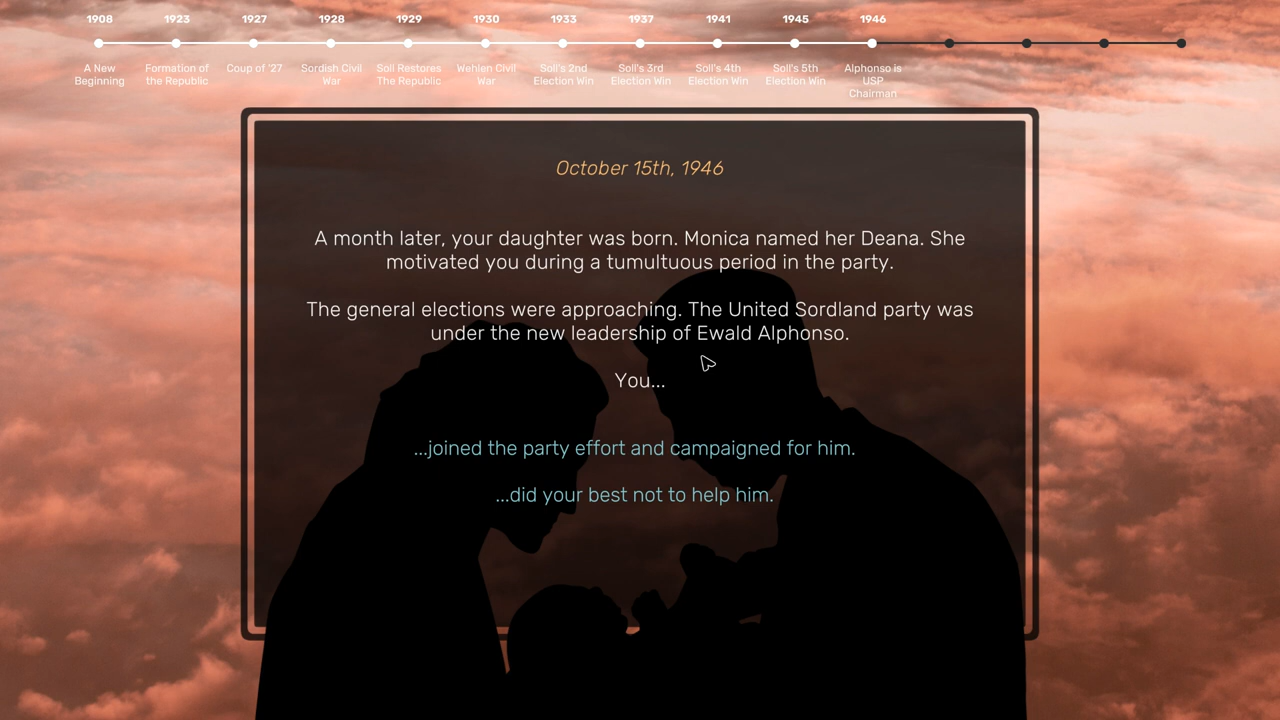 1908 1923 1927 1928 1929 1930 1933 1937 1941 1945 1946
A New Beginning
Formation of the Republic
Coup of '27
Sordish Civil War
Soll Restores The Republic
Wehlen Civil War
Soll's 2nd Election Win
Soll's 3rd Election Win
Soll's 4th Election Win
Soll's 5th Election Win
Alphonso is USP Chairman
October 15th, 1946
A month later, your daughter was born. Monica named her Deana. She
motivated you during a tumultuous period in the party.
The general elections were approaching. The United Sordland party was
under the new leadership of Ewald Alphonso.
You...
...joined the party effort and campaigned for him.
...did your best not to help him.